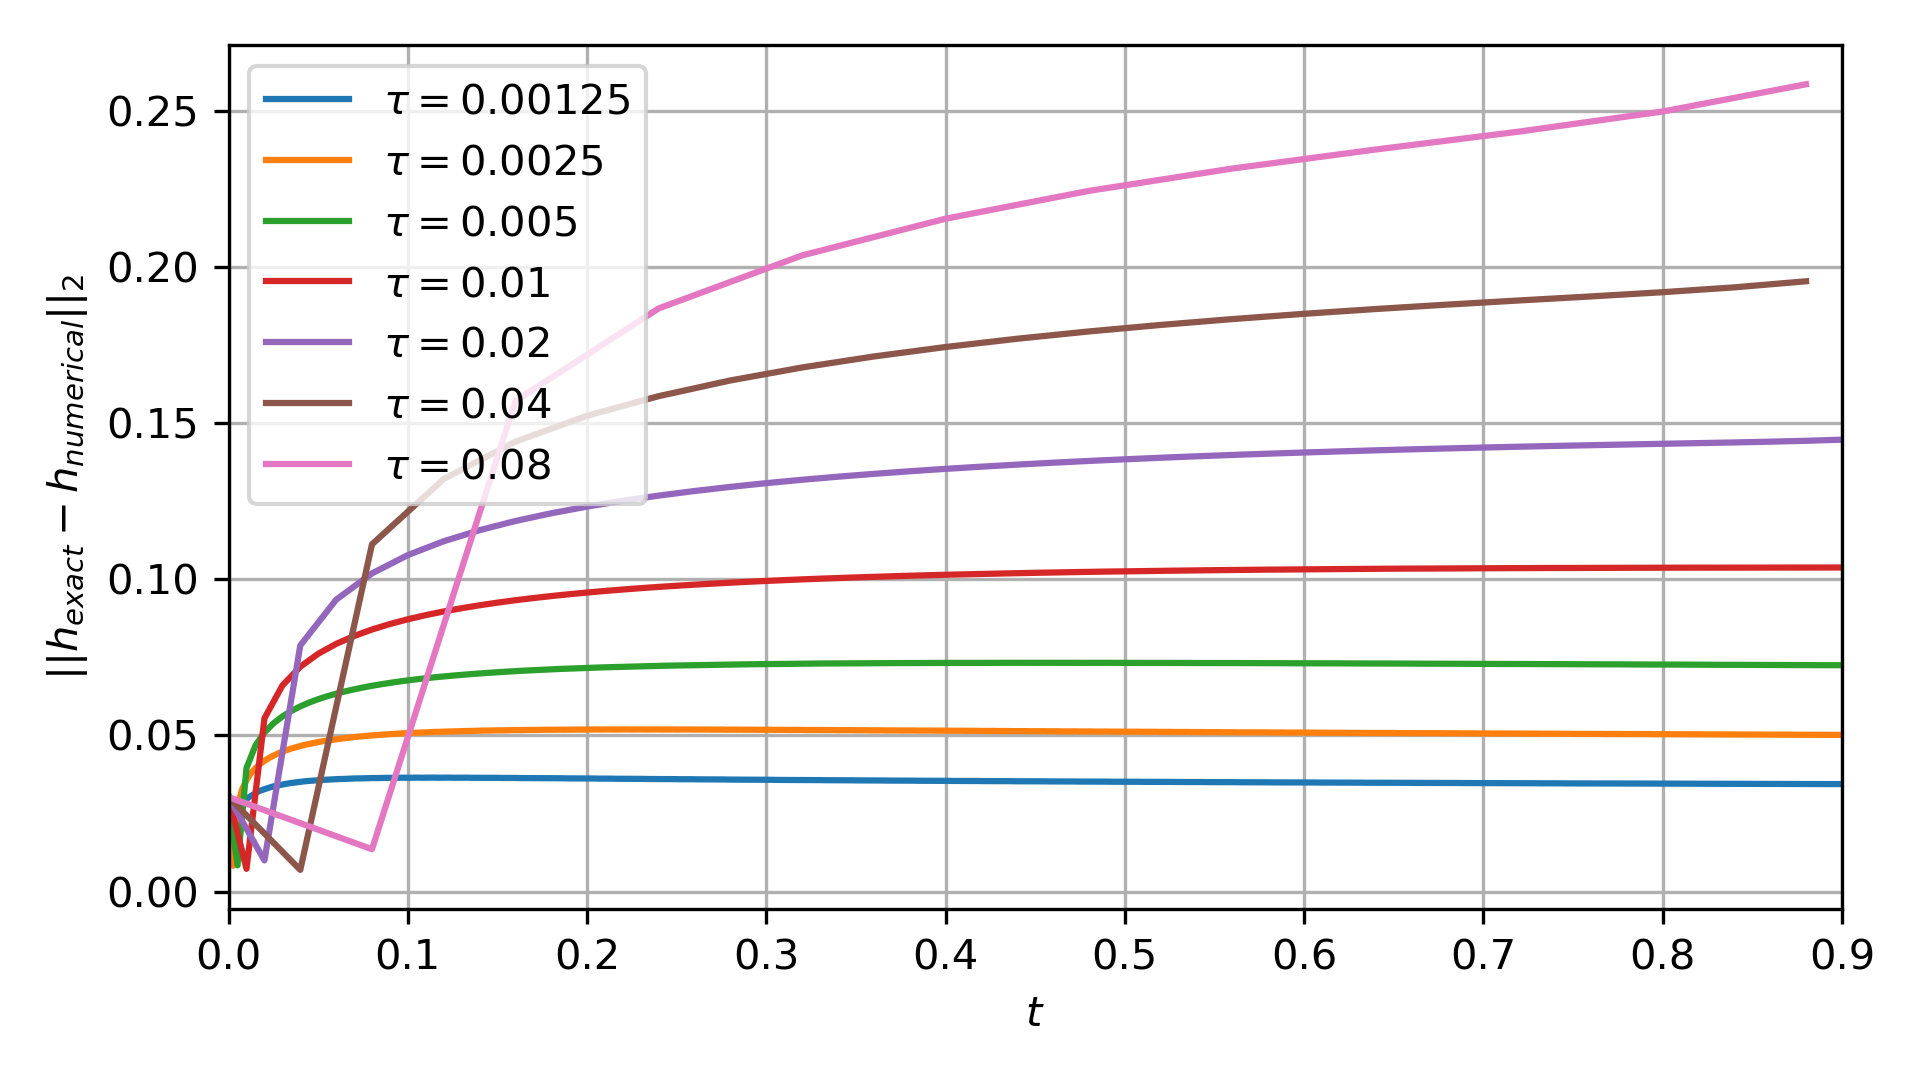 τ = 0.00125
τ = 0.0025
τ = 0.005
τ = 0.01
τ = 0.02
τ = 0.04
τ = 0.08
0.25
0.20
0.15
0.10
0.05
0.00
||h_exact − h_numerical||_2
0.0 0.1 0.2 0.3 0.4 0.5 0.6 0.7 0.8 0.9
t